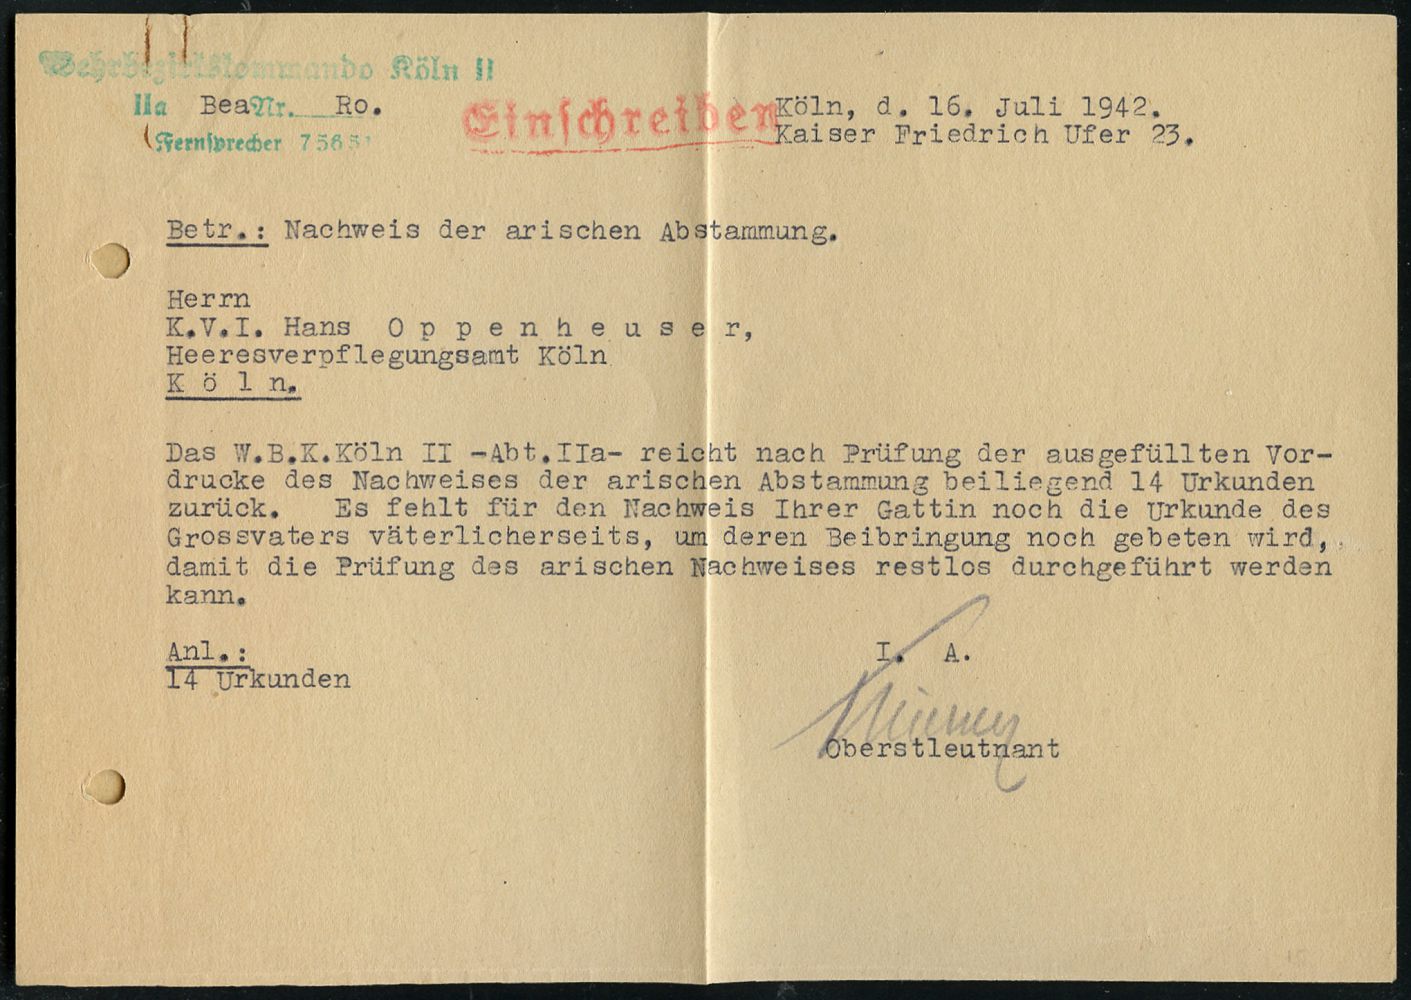 Wehrbezirkskommando Köln II
IIa BeaNr. Ro.
Fernsprecher 7565
Einschreiben
Köln, d. 16. Juli 1942.
Kaiser Friedrich Ufer 23.
Betr.: Nachweis der arischen Abstammung.
Herrn
K.V.I. Hans O p p e n h e u s e r,
Heeresverpflegungsamt Köln
K ö l n.
Das W.B.K.Köln II -Abt.IIa- reicht nach Prüfung der ausgefüllten Vor-
drucke des Nachweises der arischen Abstammung beiliegend 14 Urkunden
zurück. Es fehlt für den Nachweis Ihrer Gattin noch die Urkunde des
Grossvaters väterlicherseits, um deren Beibringung noch gebeten wird,
damit die Prüfung des arischen Nachweises restlos durchgeführt werden
kann.
Anl.:
14 Urkunden
I. A.
Oberstleutnant